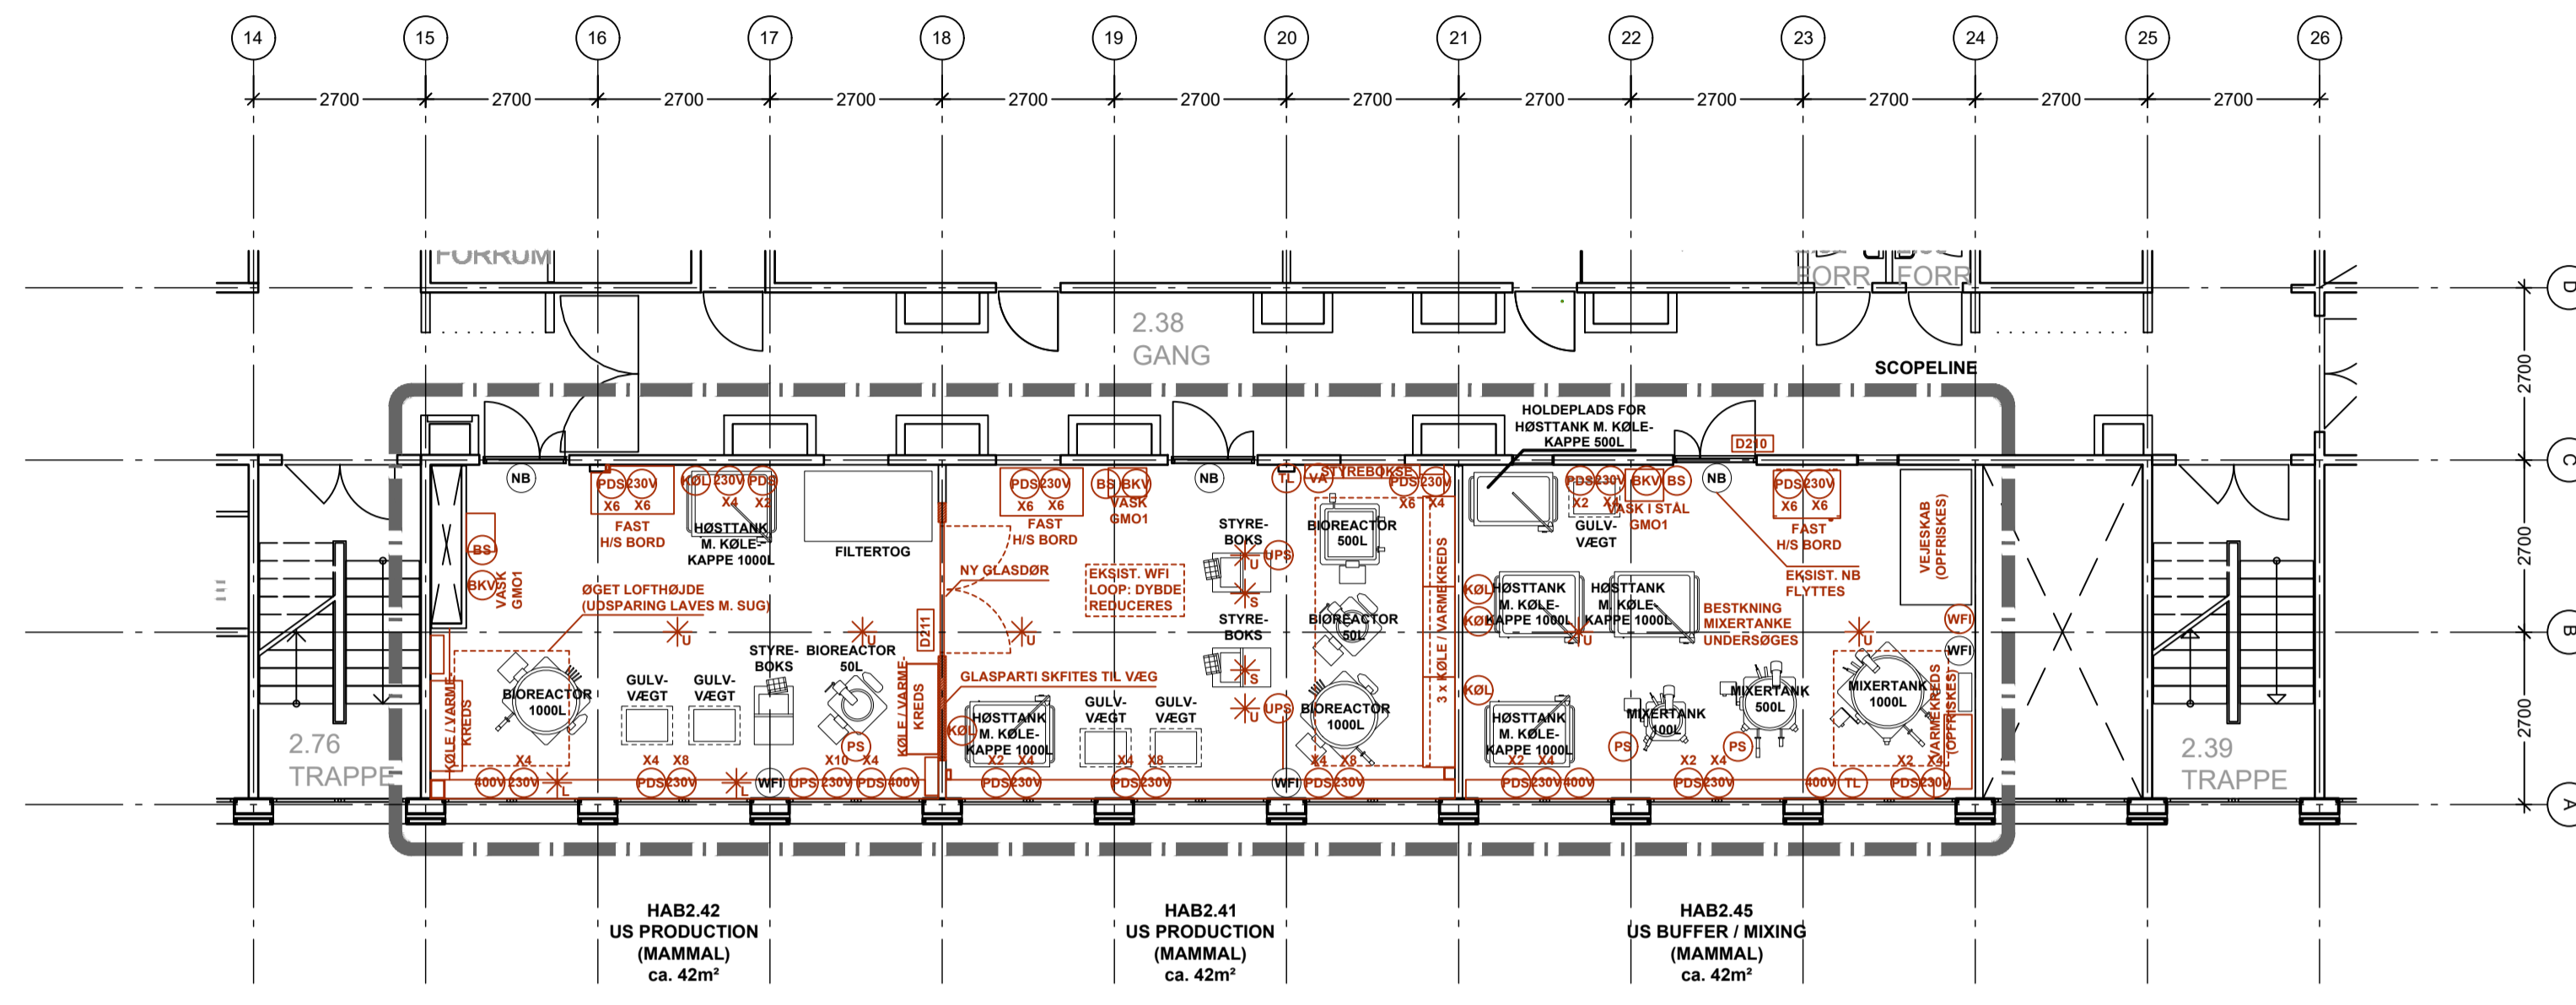 14 15 16 17 18 19 20 21 22 23 24 25 26
2700 2700 2700 2700 2700 2700 2700 2700 2700 2700 2700 2700
FORRUM
FORR
FORR
D
2.38
GANG
SCOPELINE
2700
HOLDEPLADS FOR
HØSTTANK M. KØLE-
KAPPE 500L
D210
C
NB
PDS 230V
X6 X6
FAST
H/S BORD
KØL 230V PDS
X4 X2
HØSTTANK
M. KØLE-
KAPPE 1000L
FILTERTOG
BS
BKV
VASK
GMO1
ØGET LOFTHØJDE
(UDSPARING LAVES M. SUG)
U
U
D211
KØLE / VARME-
KREDS
BIOREACTOR
1000L
GULV-
VÆGT
GULV-
VÆGT
STYRE-
BOKS
BIOREACTOR
50L
KØLE / VARME-
KREDS
PS
X4
400V 230V
L
X4 X8
PDS 230V
L
WFI
UPS
X10 X4
230V PDS 400V
PDS 230V
X6 X6
FAST
H/S BORD
BS BKV
VASK
GMO1
NB
TL VA
STYREBOKSE
PDS 230V
X6 X4
STYRE-
BOKS
U
UPS
S
BIOREACTOR
500L
NY GLASDØR
EKSIST. WFI
LOOP: DYBDE
REDUCERES
U
STYRE-
BOKS
S
U
UPS
BIOREACTOR
50L
3 x KØLE / VARMEKREDS
GLASPARTI SKFITES TIL VÆG
KØL
HØSTTANK
M. KØLE-
KAPPE 1000L
GULV-
VÆGT
GULV-
VÆGT
BIOREACTOR
1000L
X2 X4
PDS 230V
X4 X8
PDS 230V
WFI
X4 X8
PDS 230V
PDS 230V
X2 X4
GULV-
VÆGT
BKV BS
VASK I STÅL
GMO1
NB
PDS 230V
X6 X6
FAST
H/S BORD
EKSIST. NB
FLYTTES
VEJESKAB
(OPFRISKES)
KØL
KØL
HØSTTANK
M. KØLE-
KAPPE 1000L
HØSTTANK
M. KØLE-
KAPPE 1000L
U
BESTKNING
MIXERTANKE
UNDERSØGES
U
WFI
WFI
KØL
HØSTTANK
M. KØLE-
KAPPE 1000L
MIXERTANK
100L
MIXERTANK
500L
MIXERTANK
1000L
VARMEKREDS
(OPFRISKES)
PS
PS
X2 X4
PDS 230V 400V
X2 X4
PDS 230V
400V TL
X2 X4
PDS 230V
2700
B
2700
A
2.76
TRAPPE
2.39
TRAPPE
HAB2.42
US PRODUCTION
(MAMMAL)
ca. 42m²
HAB2.41
US PRODUCTION
(MAMMAL)
ca. 42m²
HAB2.45
US BUFFER / MIXING
(MAMMAL)
ca. 42m²